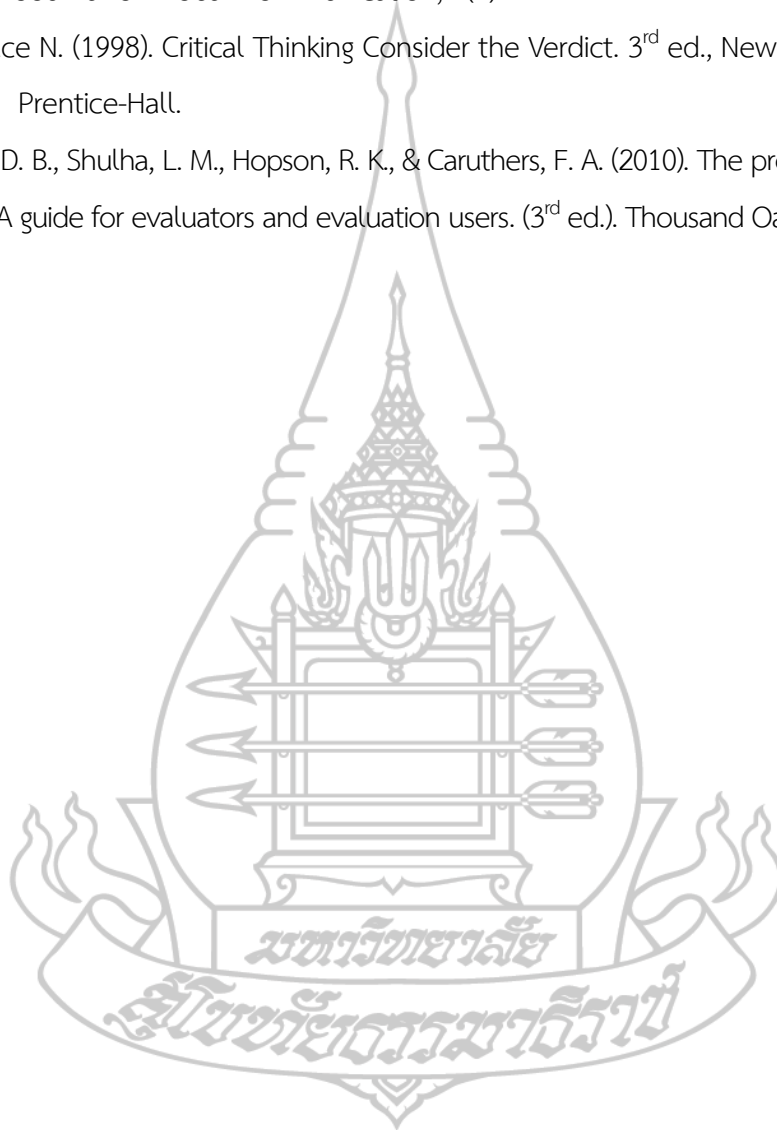 ce N. (1998). Critical Thinking Consider the Verdict. 3rd ed., New
Prentice-Hall.
D. B., Shulha, L. M., Hopson, R. K., & Caruthers, F. A. (2010). The pr
A guide for evaluators and evaluation users. (3rd ed.). Thousand Oa
มหาวิทยาลัย
สุโขทัยธรรมาธิราช